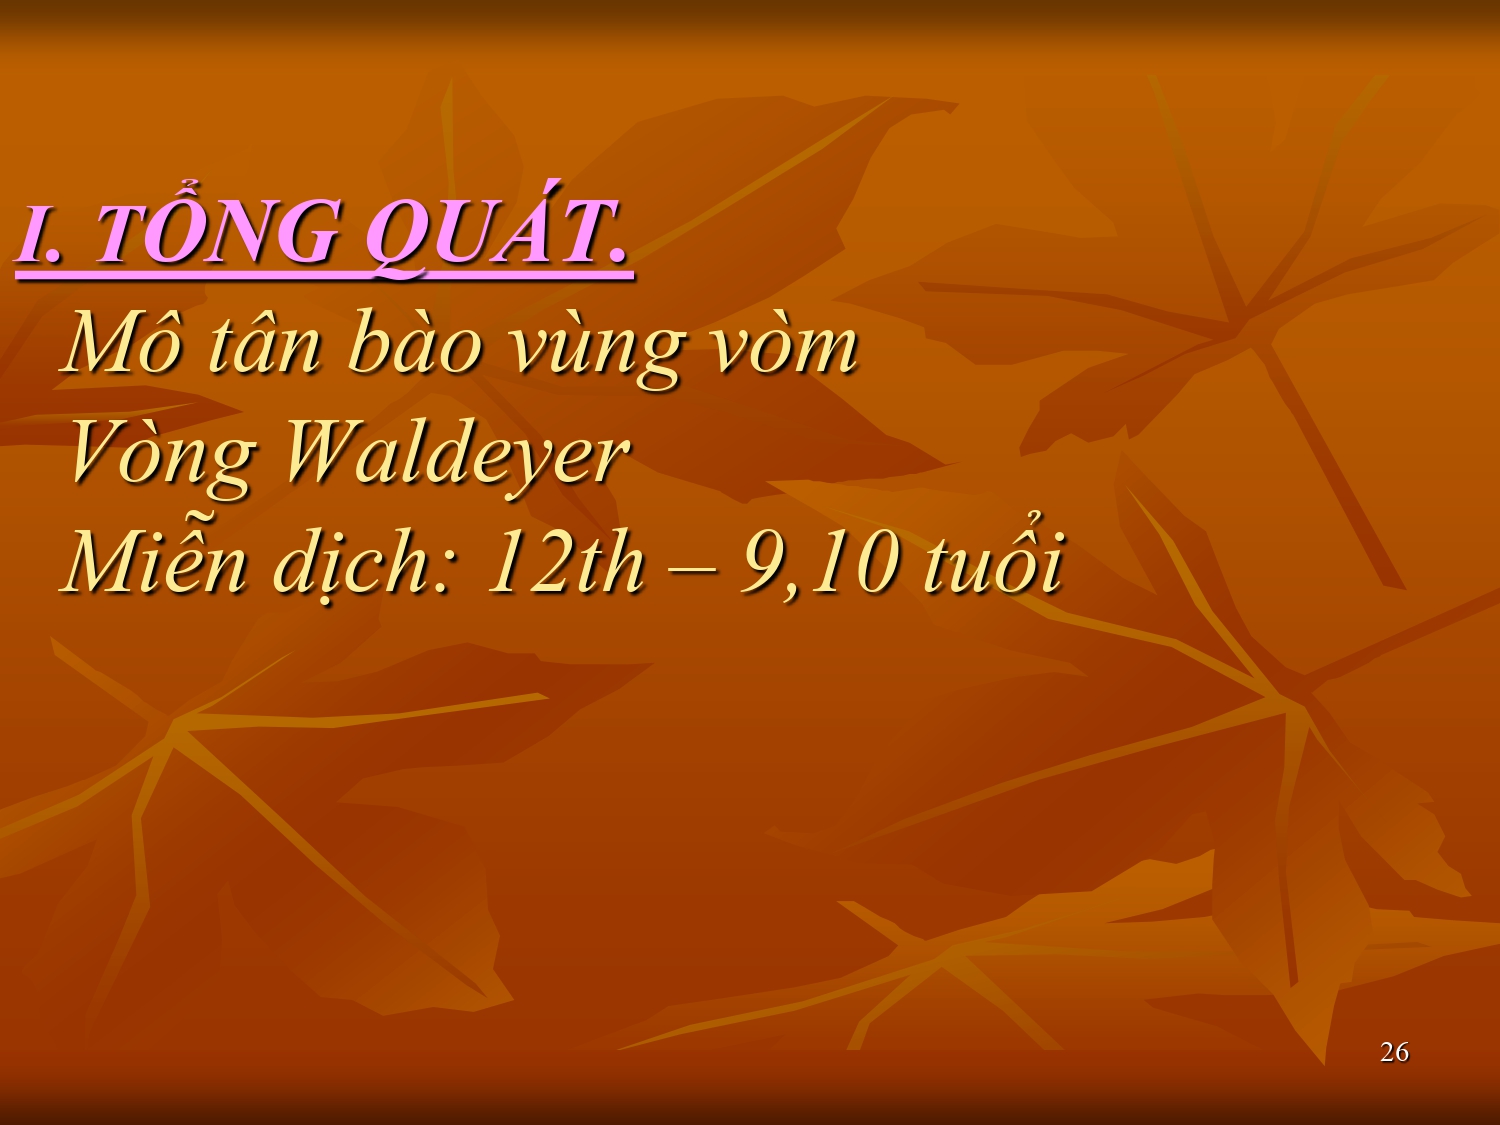 I. TỔNG QUÁT.
Mô tân bào vùng vòm
Vòng Waldeyer
Miễn dịch: 12th – 9,10 tuổi
26